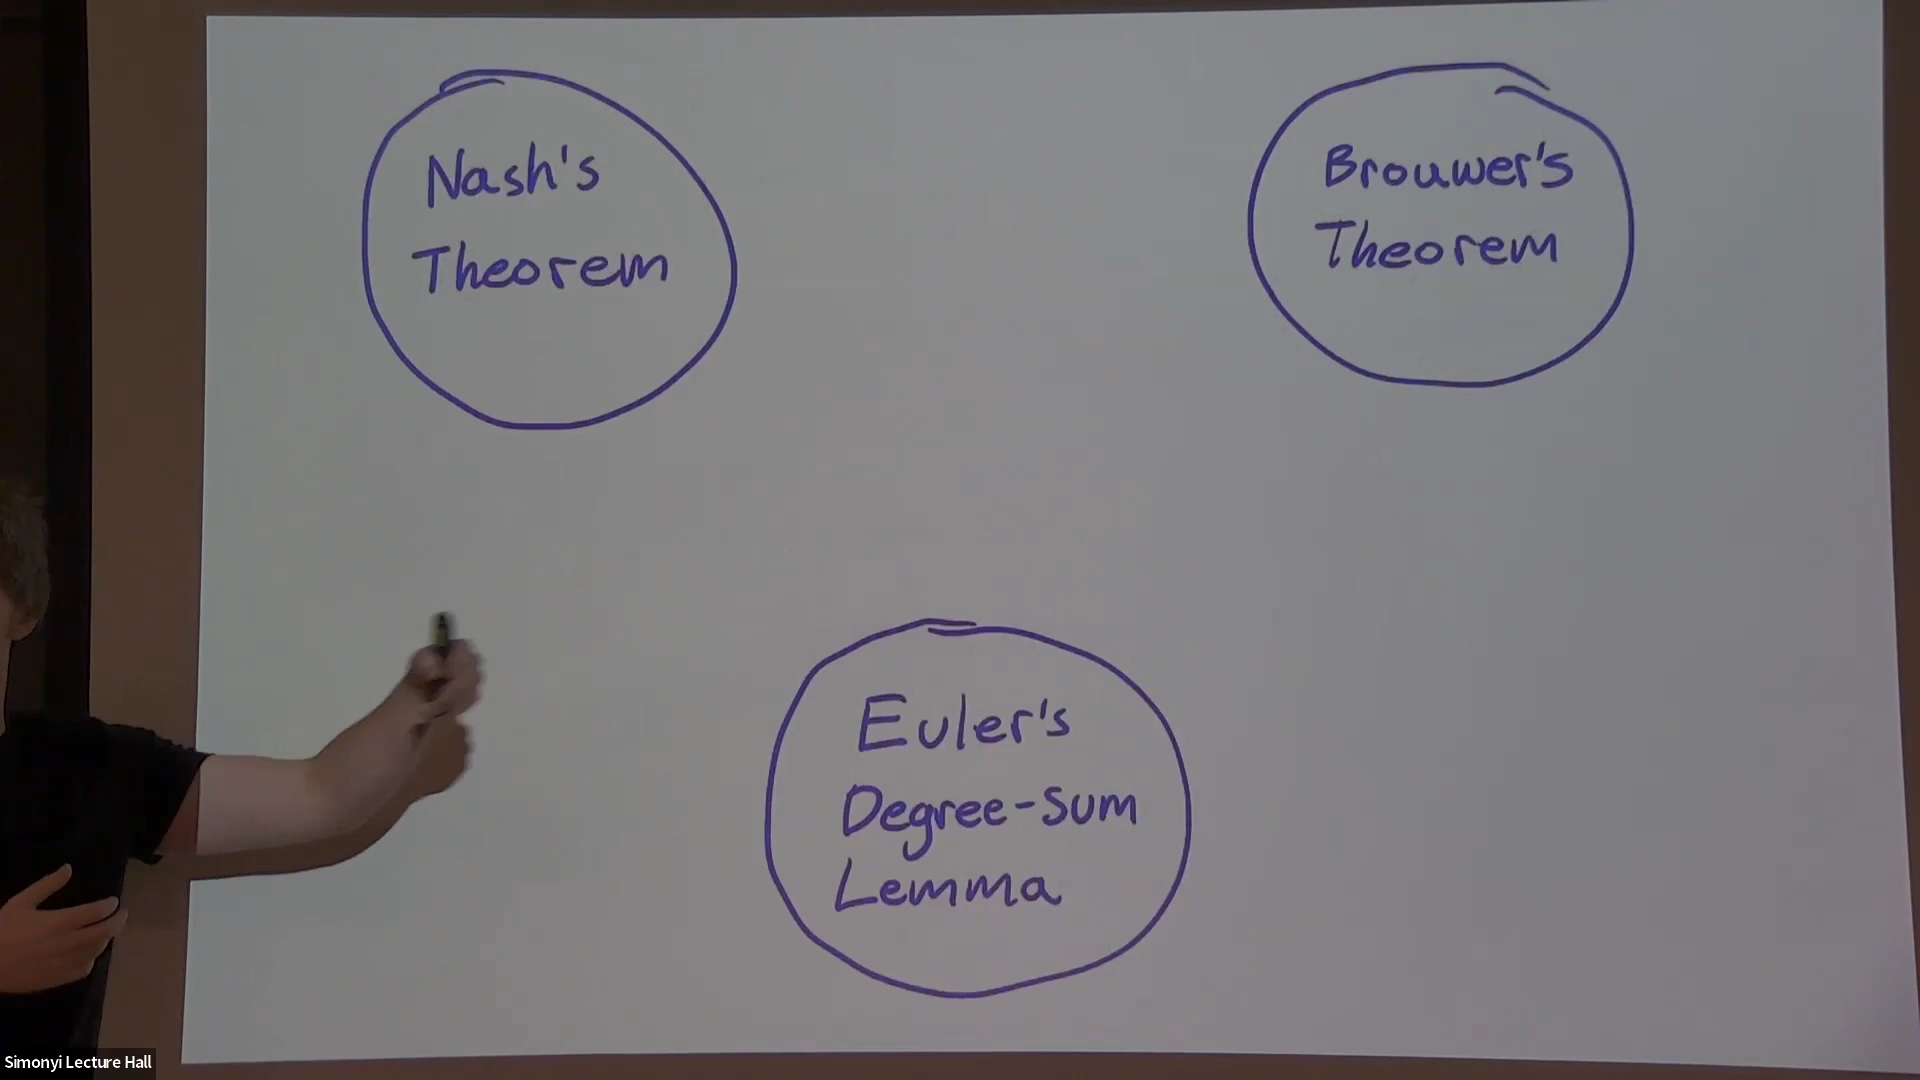 Nash's
Theorem
Brouwer's
Theorem
Euler's
Degree-Sum
Lemma
Simonyi Lecture Hall